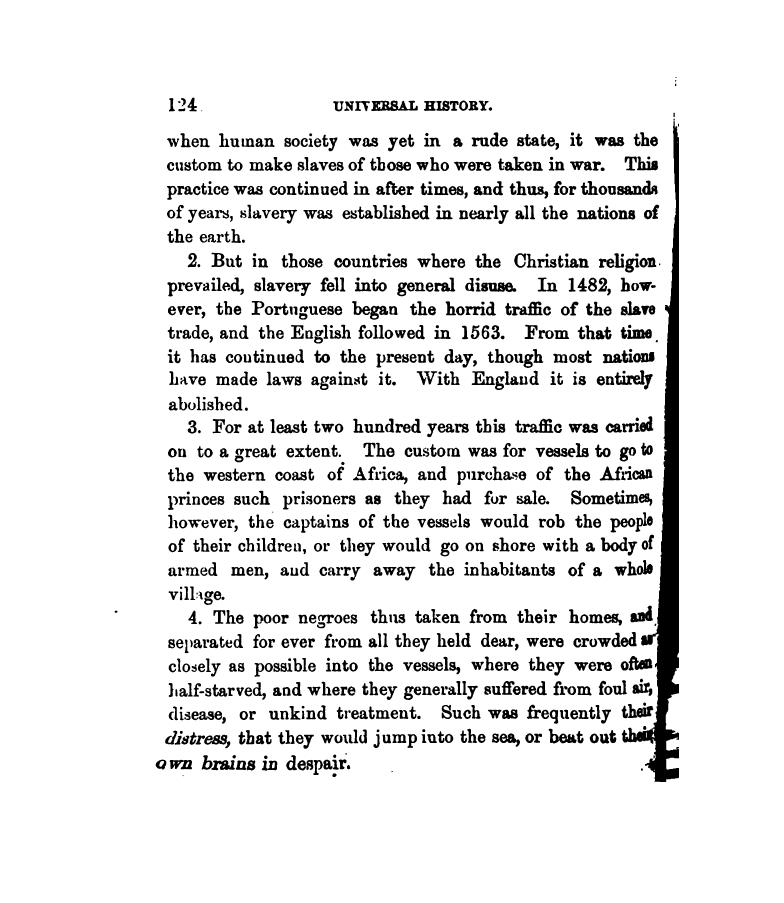 124 UNIVERSAL HISTORY.
when human society was yet in a rude state, it was the
custom to make slaves of those who were taken in war. This
practice was continued in after times, and thus, for thousands
of years, slavery was established in nearly all the nations of
the earth.
2. But in those countries where the Christian religion
prevailed, slavery fell into general disuse. In 1482, how-
ever, the Portuguese began the horrid traffic of the slave
trade, and the English followed in 1563. From that time
it has continued to the present day, though most nations
have made laws against it. With England it is entirely
abolished.
3. For at least two hundred years this traffic was carried
on to a great extent. The custom was for vessels to go to
the western coast of Africa, and purchase of the African
princes such prisoners as they had for sale. Sometimes,
however, the captains of the vessels would rob the people
of their children, or they would go on shore with a body of
armed men, and carry away the inhabitants of a whole
village.
4. The poor negroes thus taken from their homes, and
separated for ever from all they held dear, were crowded as
closely as possible into the vessels, where they were often
half-starved, and where they generally suffered from foul air,
disease, or unkind treatment. Such was frequently their
distress, that they would jump into the sea, or beat out their
own brains in despair.